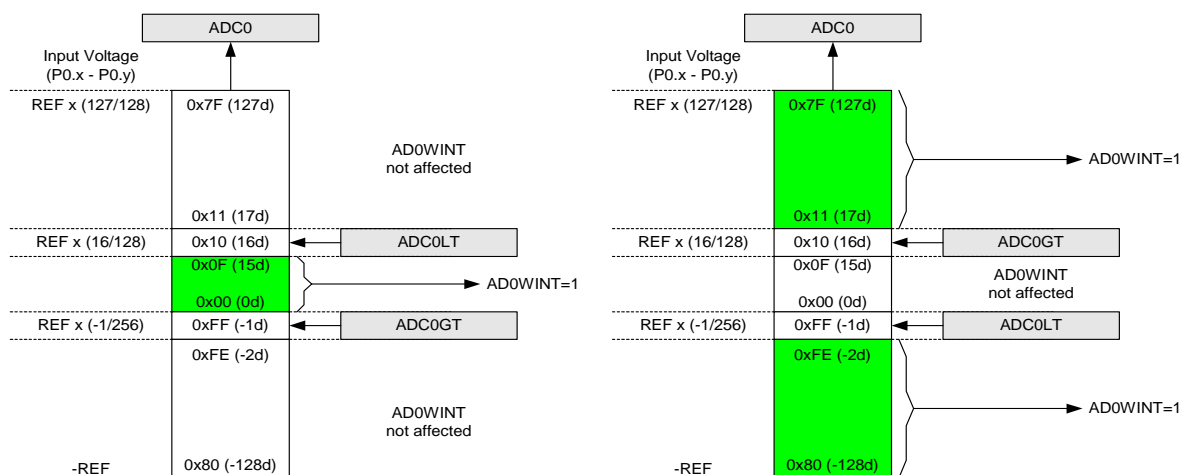 ADC0
Input Voltage
(P0.x - P0.y)
REF x (127/128)
0x7F (127d)
AD0WINT
not affected
0x11 (17d)
REF x (16/128)
0x10 (16d)
ADC0LT
0x0F (15d)
0x00 (0d)
AD0WINT=1
REF x (-1/256)
0xFF (-1d)
ADC0GT
0xFE (-2d)
AD0WINT
not affected
-REF
0x80 (-128d)
ADC0
Input Voltage
(P0.x - P0.y)
REF x (127/128)
0x7F (127d)
AD0WINT=1
0x11 (17d)
REF x (16/128)
0x10 (16d)
ADC0GT
0x0F (15d)
AD0WINT
not affected
0x00 (0d)
REF x (-1/256)
0xFF (-1d)
ADC0LT
0xFE (-2d)
AD0WINT=1
-REF
0x80 (-128d)